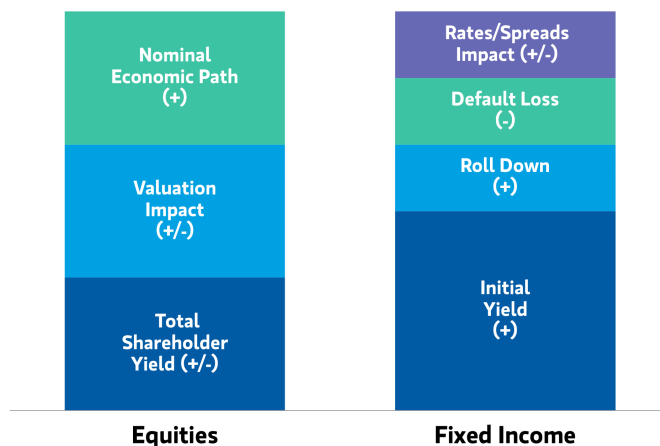 Nominal
Economic Path
(+)
Valuation
Impact
(+/-)
Total
Shareholder
Yield (+/-)
Equities
Rates/Spreads
Impact (+/-)
Default Loss
(-)
Roll Down
(+)
Initial
Yield
(+)
Fixed Income